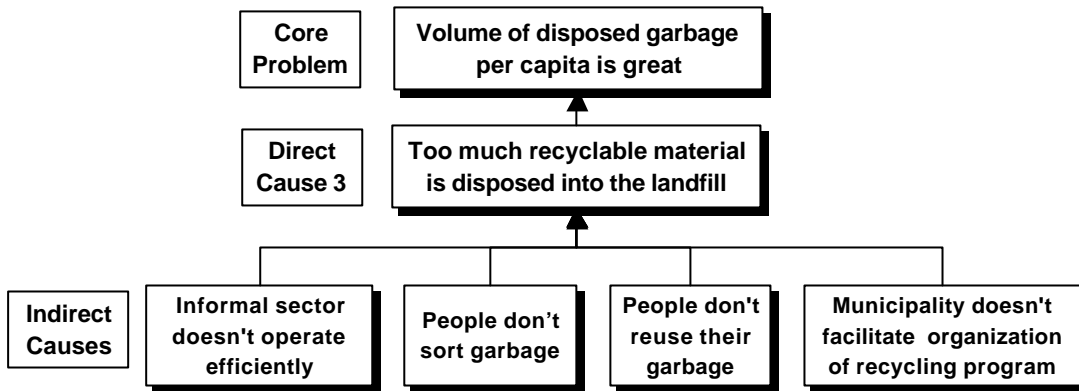 Core
Problem
Volume of disposed garbage
per capita is great
Direct
Cause 3
Too much recyclable material
is disposed into the landfill
Indirect
Causes
Informal sector
doesn't operate
efficiently
People don’t
sort garbage
People don't
reuse their
garbage
Municipality doesn't
facilitate organization
of recycling program